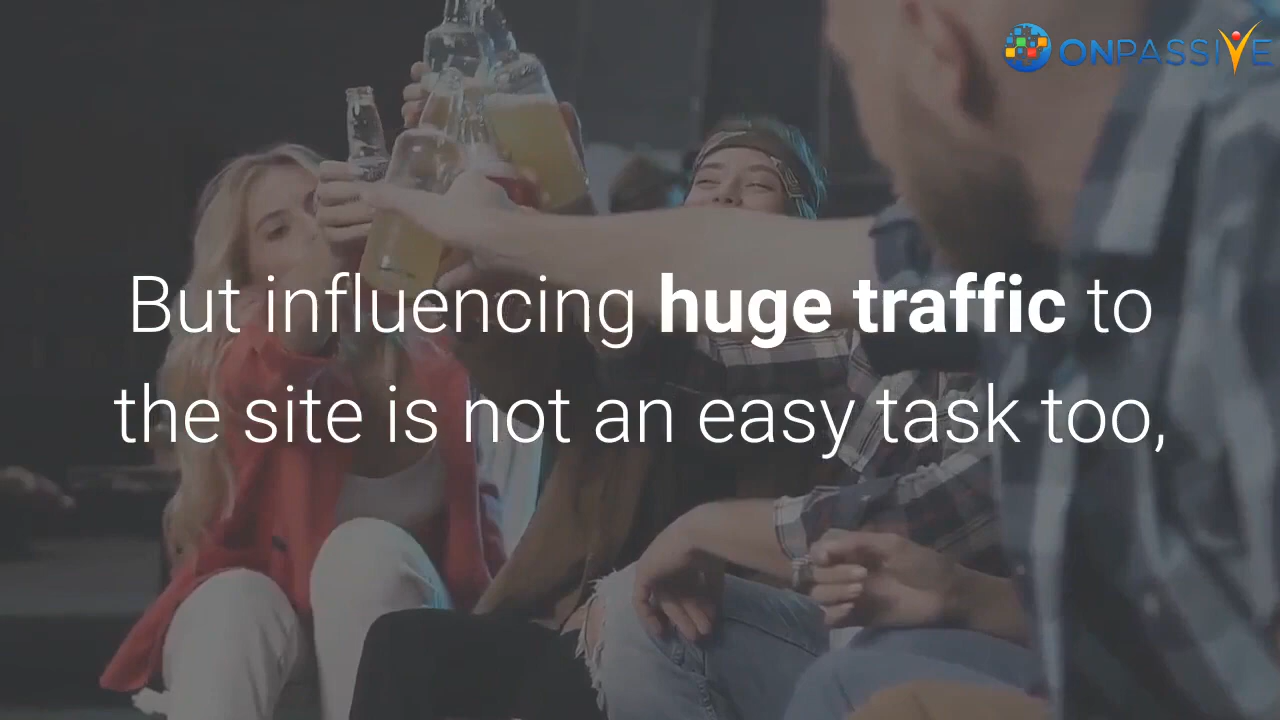 ONPASSIVE
But influencing huge traffic to
the site is not an easy task too,